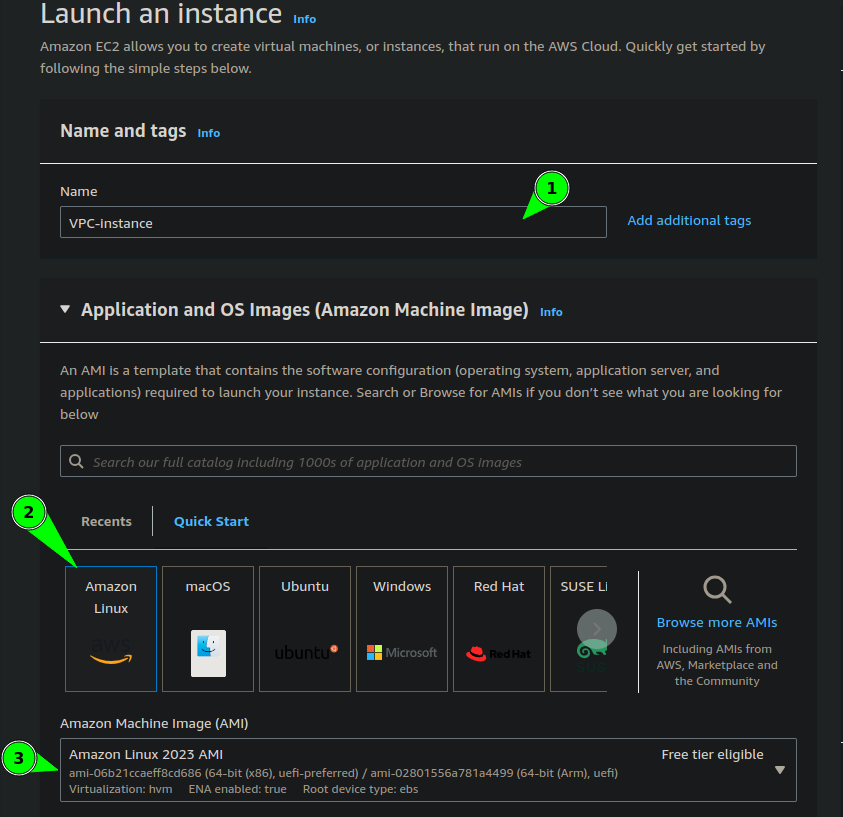 Launch an instance Info
Amazon EC2 allows you to create virtual machines, or instances, that run on the AWS Cloud. Quickly get started by
following the simple steps below.
Name and tags Info
1
Name
VPC-instance
Add additional tags
Application and OS Images (Amazon Machine Image) Info
An AMI is a template that contains the software configuration (operating system, application server, and
applications) required to launch your instance. Search or Browse for AMIs if you don't see what you are looking for
below
Search our full catalog including 1000s of application and OS images
2
Recents
Quick Start
Amazon
Linux
aws
macOS
Ubuntu
ubuntu
Windows
Microsoft
Red Hat
Red Hat
SUSE Li
Browse more AMIs
Including AMIs from
AWS, Marketplace and
the Community
Amazon Machine Image (AMI)
3
Amazon Linux 2023 AMI
Free tier eligible
ami-06b21ccaeff8cd686 (64-bit (x86), uefi-preferred) / ami-02801556a781a4499 (64-bit (Arm), uefi)
Virtualization: hvm ENA enabled: true Root device type: ebs